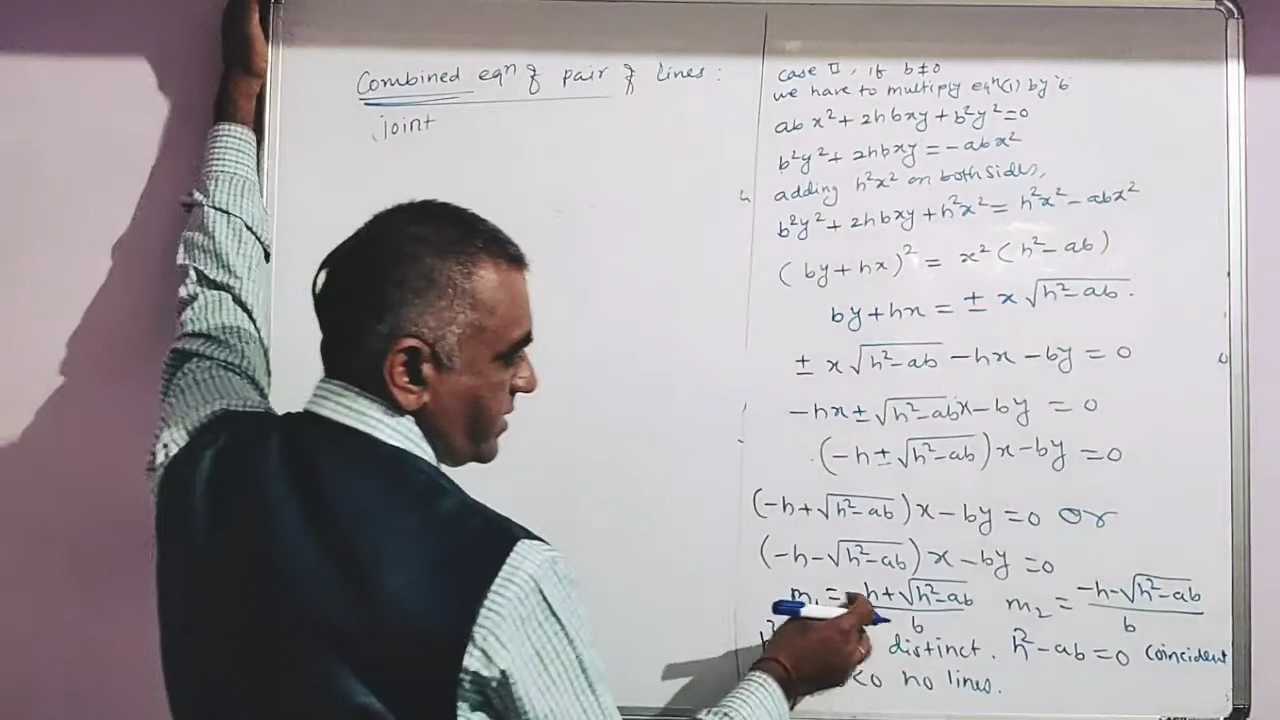 Combined eqn of pair of lines :
Joint
case II, if b≠0
we have to multiply eqn(1) by 'b
abx²+2hbxy+b²y²=0
b²y²+2hbxy=-abx²
adding h²x² on both sides,
b²y²+2hbxy+h²x²=h²x²-abx²
(by+hx)²=x²(h²-ab)
by+hx=±x√h²-ab.
±x√h²-ab-hx-by=0
-hx±√h²-abx-by=0
(-h±√h²-ab)x-by=0
(-h+√h²-ab)x-by=0 or
(-h-√h²-ab)x-by=0
m₁= h+√h²-ab/b m₂=-h-√h²-ab/b
distinct. h²-ab=0 coincident
<0 no lines.